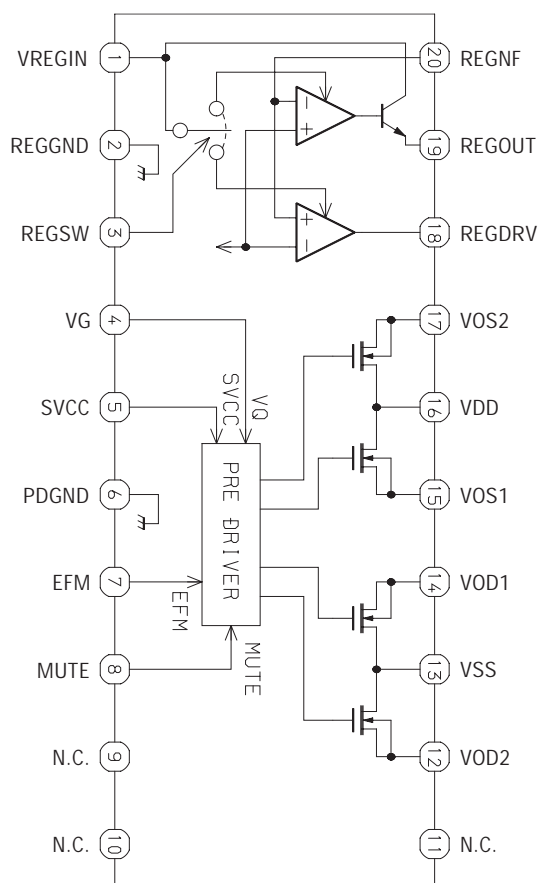 VREGIN 1
REGGND 2
REGSW 3
VG 4
SVCC 5
PDGND 6
EFM 7
MUTE 8
N.C. 9
N.C. 10
20 REGNF
19 REGOUT
18 REGDRV
17 VOS2
16 VDD
15 VOS1
14 VOD1
13 VSS
12 VOD2
11 N.C.
−
+
+
−
SVCC
VQ
PRE DRIVER
EFM
MUTE